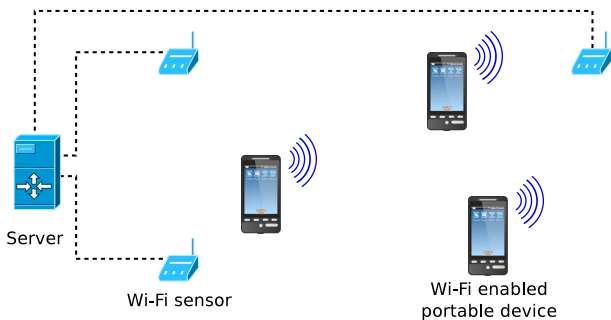 Server
Wi-Fi sensor
Wi-Fi enabled
portable device